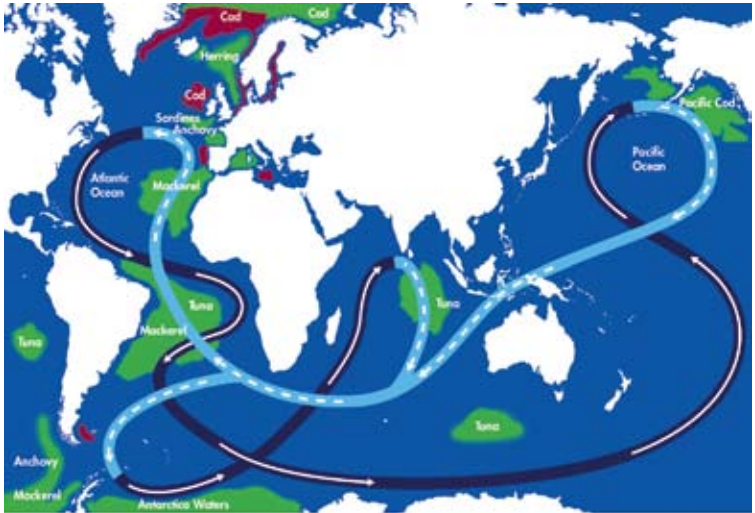 Cod
Cod
Herring
Cod
Sardines
Anchovy
Pacific Cod
Atlantic
Ocean
Mackerel
Pacific
Ocean
Tuna
Tuna
Mackerel
Tuna
Tuna
Anchovy
Mackerel
Antarctica Waters